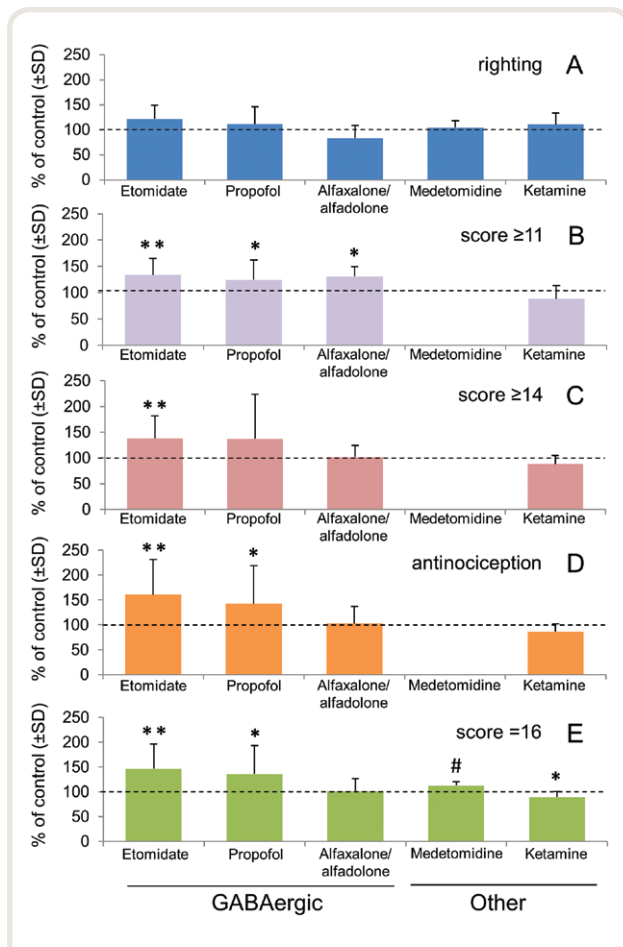 righting A
% of control (±SD)
250
200
150
100
50
0
Etomidate Propofol Alfaxalone/ Medetomidine Ketamine
alfadolone
score ≥11 B
% of control (±SD)
250
200
150
100
50
0
** * *
Etomidate Propofol Alfaxalone/ Medetomidine Ketamine
alfadolone
score ≥14 C
% of control (±SD)
250
200
150
100
50
0
**
Etomidate Propofol Alfaxalone/ Medetomidine Ketamine
alfadolone
antinociception D
% of control (±SD)
250
200
150
100
50
0
** *
Etomidate Propofol Alfaxalone/ Medetomidine Ketamine
alfadolone
score =16 E
% of control (±SD)
250
200
150
100
50
0
** * # *
Etomidate Propofol Alfaxalone/ Medetomidine Ketamine
alfadolone
GABAergic Other